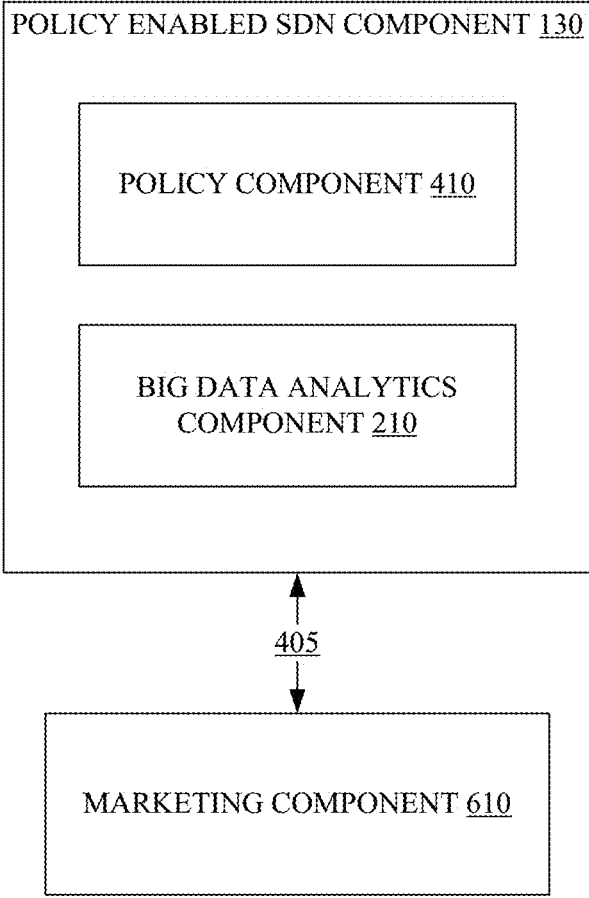 POLICY ENABLED SDN COMPONENT 130
POLICY COMPONENT 410
BIG DATA ANALYTICS
COMPONENT 210
405
MARKETING COMPONENT 610